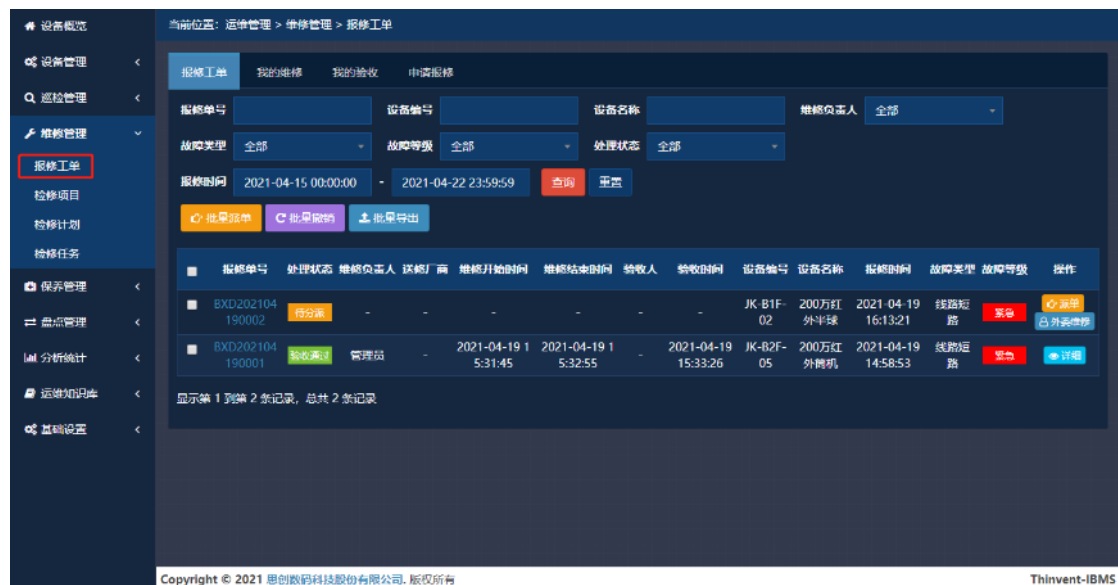 设备概览
设备管理
巡检管理
维修管理
报修工单
检修项目
检修计划
检修任务
保养管理
盘点管理
分析统计
运维知识库
基础设置
当前位置：运维管理 > 维修管理 > 报修工单
报修工单 我的维修 我的验收 申请报修
报修单号 设备编号 设备名称 维修负责人 全部
故障类型 全部 故障等级 全部 处理状态 全部
报修时间 2021-04-15 00:00:00 - 2021-04-22 23:59:59 查询 重置
批量派单 批量撤销 批量导出
报修单号 处理状态 维修负责人 送修厂商 维修开始时间 维修结束时间 验收人 验收时间 设备编号 设备名称 报修时间 故障类型 故障等级 操作
BXD202104 待分派 - - - - - - JK-B1F- 200万红 2021-04-19 线路短 紧急 派单
190002 02 外半球 16:13:21 路 外委维修
BXD202104 验收通过 管理员 - 2021-04-19 1 2021-04-19 1 - 2021-04-19 JK-B2F- 200万红 2021-04-19 线路短 紧急 详细
190001 5:31:45 5:32:55 15:33:26 05 外筒机 14:58:53 路
显示第 1 到第 2 条记录，总共 2 条记录
Copyright © 2021 思创数码科技股份有限公司. 版权所有 Thinvent-IBMS